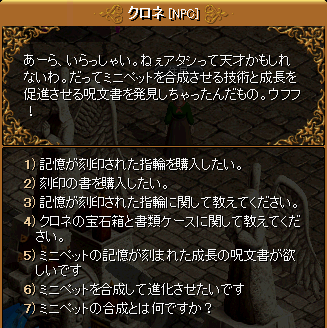 クロネ [NPC]
あーら、いらっしゃい。ねぇアタシって天才かもしれ
ないわ。だってミニペットを合成させる技術と成長を
促進させる呪文書を発見しちゃったんだもの。ウフフ
！
1) 記憶が刻印された指輪を購入したい。
2) 刻印の書を購入したい。
3) 記憶が刻印された指輪に関して教えてください。
4) クロネの宝石箱と書類ケースに関して教えてくだ
さい。
5) ミニペットの記憶が刻まれた成長の呪文書が欲し
いです
6) ミニペットを合成して進化させたいです
7) ミニペットの合成とは何ですか？